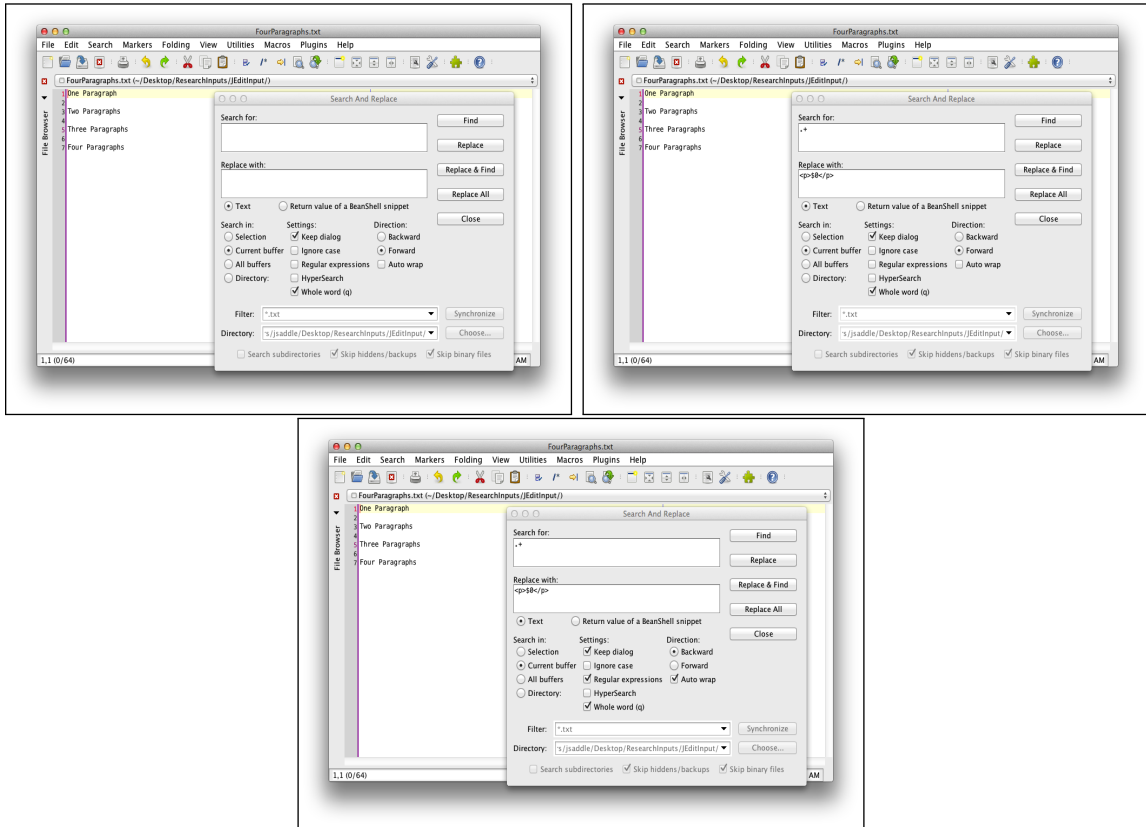 FourParagraphs.txt
File Edit Search Markers Folding View Utilities Macros Plugins Help
FourParagraphs.txt (~/Desktop/ResearchInputs/JEditInput/)
File Browser
1 One Paragraph
2
3 Two Paragraphs
4
5 Three Paragraphs
6
7 Four Paragraphs
Search And Replace
Search for:
Find
Replace
Replace with:
Replace & Find
Replace All
Text Return value of a BeanShell snippet
Close
Search in: Settings: Direction:
Selection Keep dialog Backward
Current buffer Ignore case Forward
All buffers Regular expressions Auto wrap
Directory: HyperSearch
Whole word (q)
Filter: *.txt Synchronize
Directory: 's/jsaddle/Desktop/ResearchInputs/JEditInput/ Choose...
Search subdirectories Skip hiddens/backups Skip binary files
1,1 (0/64) AM
FourParagraphs.txt
File Edit Search Markers Folding View Utilities Macros Plugins Help
FourParagraphs.txt (~/Desktop/ResearchInputs/JEditInput/)
File Browser
1 One Paragraph
2
3 Two Paragraphs
4
5 Three Paragraphs
6
7 Four Paragraphs
Search And Replace
Search for:
.+
Find
Replace
Replace with:
<p>$0</p>
Replace & Find
Replace All
Text Return value of a BeanShell snippet
Close
Search in: Settings: Direction:
Selection Keep dialog Backward
Current buffer Ignore case Forward
All buffers Regular expressions Auto wrap
Directory: HyperSearch
Whole word (q)
Filter: *.txt Synchronize
Directory: 's/jsaddle/Desktop/ResearchInputs/JEditInput/ Choose...
Search subdirectories Skip hiddens/backups Skip binary files
1,1 (0/64) AM
FourParagraphs.txt
File Edit Search Markers Folding View Utilities Macros Plugins Help
FourParagraphs.txt (~/Desktop/ResearchInputs/JEditInput/)
File Browser
1 One Paragraph
2
3 Two Paragraphs
4
5 Three Paragraphs
6
7 Four Paragraphs
Search And Replace
Search for:
.+
Find
Replace
Replace with:
<p>$0</p>
Replace & Find
Replace All
Text Return value of a BeanShell snippet
Close
Search in: Settings: Direction:
Selection Keep dialog Backward
Current buffer Ignore case Forward
All buffers Regular expressions Auto wrap
Directory: HyperSearch
Whole word (q)
Filter: *.txt Synchronize
Directory: 's/jsaddle/Desktop/ResearchInputs/JEditInput/ Choose...
Search subdirectories Skip hiddens/backups Skip binary files
1,1 (0/64) AM